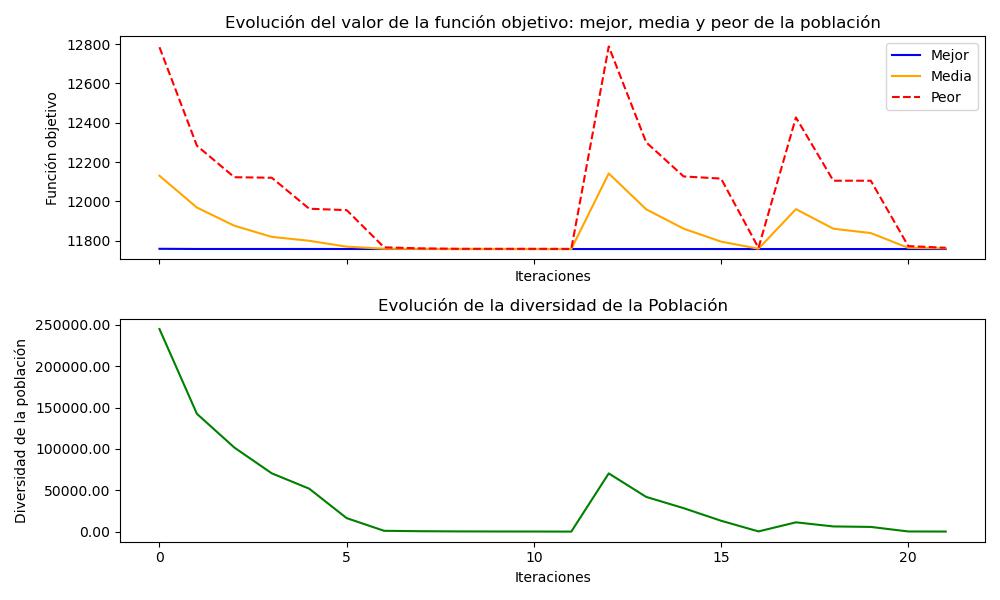 Evolución del valor de la función objetivo: mejor, media y peor de la población
12800
12600
12400
12200
12000
11800
Función objetivo
Mejor
Media
Peor
Iteraciones
Evolución de la diversidad de la Población
250000.00
200000.00
150000.00
100000.00
50000.00
0.00
Diversidad de la población
0 5 10 15 20
Iteraciones